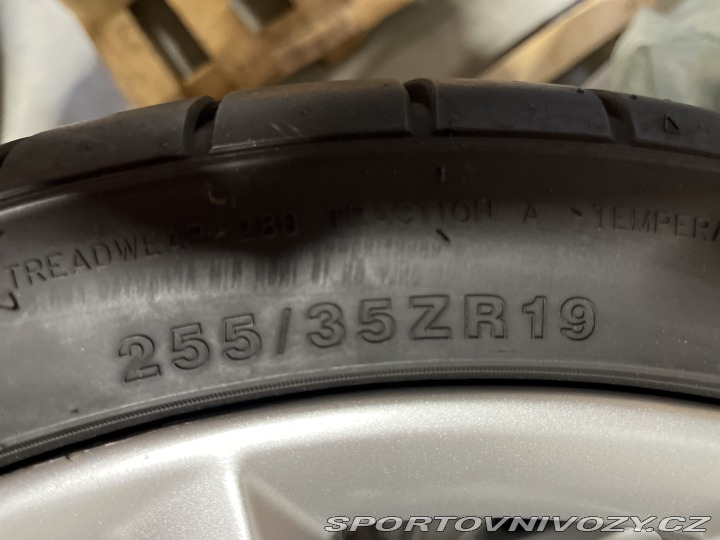 TREADWEAR 280 TRACTION A TEMPERA
255/35ZR19
SPORTOVNIVOZY.CZ